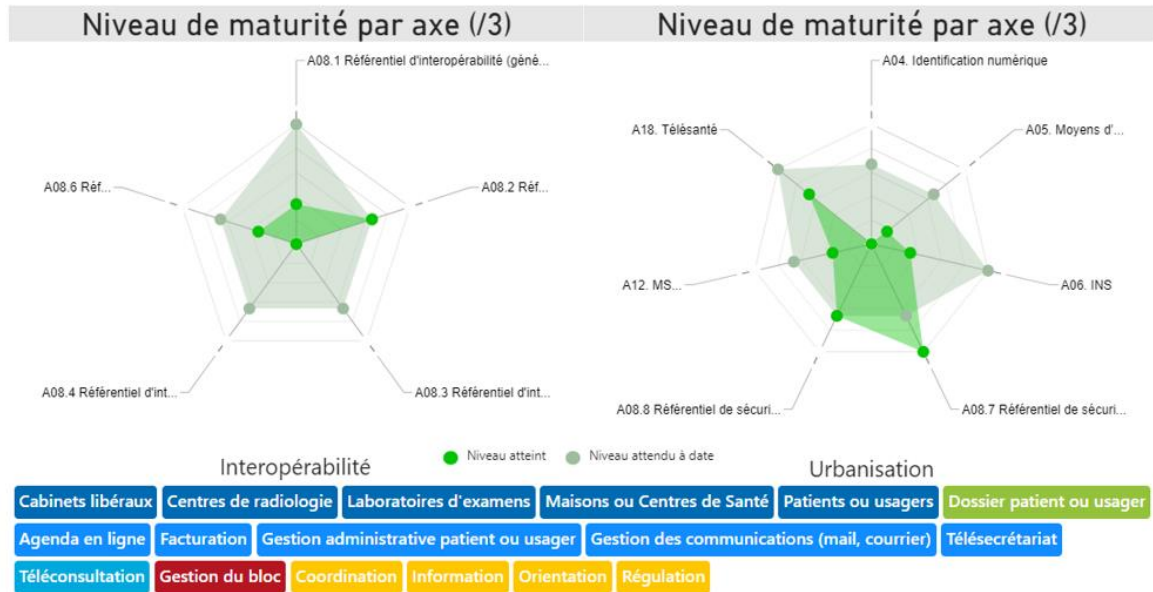 Niveau de maturité par axe (/3)
Niveau de maturité par axe (/3)
A08.1 Référentiel d'interopérabilité (géné...
A08.6 Réf...
A08.2 Réf...
A08.4 Référentiel d'int...
A08.3 Référentiel d'int...
A04. Identification numérique
A18. Télésanté
A05. Moyens d'...
A12. MS...
A06. INS
A08.8 Référentiel de sécuri...
A08.7 Référentiel de sécuri...
Interopérabilité
Niveau atteint
Niveau attendu à date
Urbanisation
Cabinets libéraux Centres de radiologie Laboratoires d'examens Maisons ou Centres de Santé Patients ou usagers Dossier patient ou usager
Agenda en ligne Facturation Gestion administrative patient ou usager Gestion des communications (mail, courrier) Télésecrétariat
Téléconsultation Gestion du bloc Coordination Information Orientation Régulation